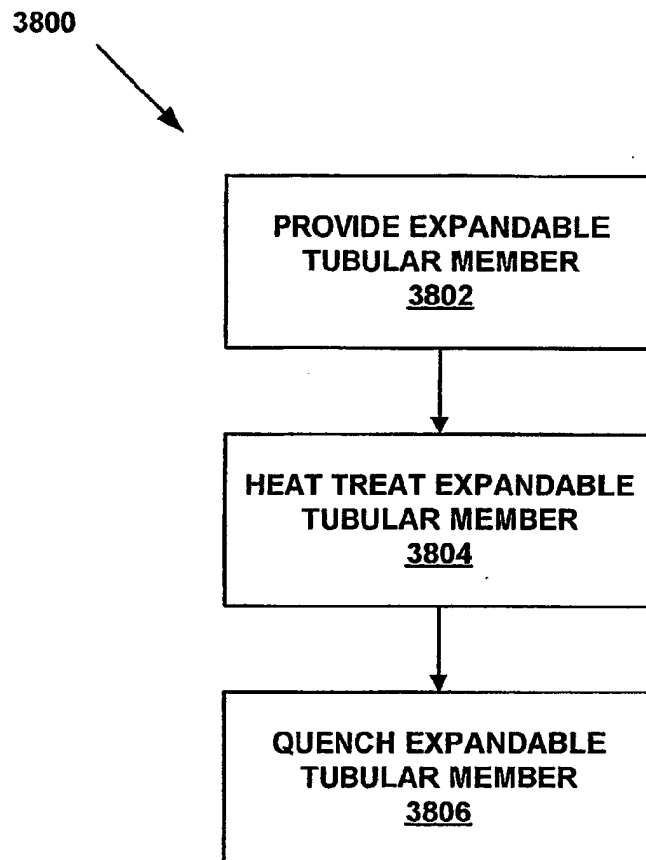 3800
PROVIDE EXPANDABLE
TUBULAR MEMBER
3802
HEAT TREAT EXPANDABLE
TUBULAR MEMBER
3804
QUENCH EXPANDABLE
TUBULAR MEMBER
3806